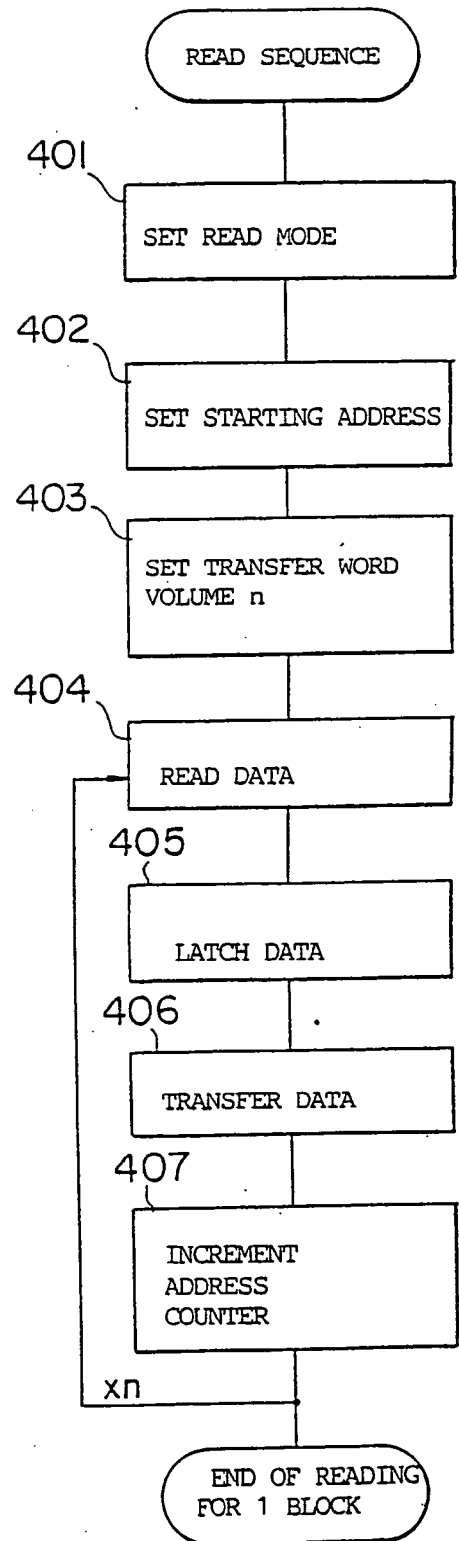 READ SEQUENCE
401
SET READ MODE
402
SET STARTING ADDRESS
403
SET TRANSFER WORD
VOLUME n
404
READ DATA
405
LATCH DATA
406
TRANSFER DATA
407
INCREMENT
ADDRESS
COUNTER
xn
END OF READING
FOR 1 BLOCK